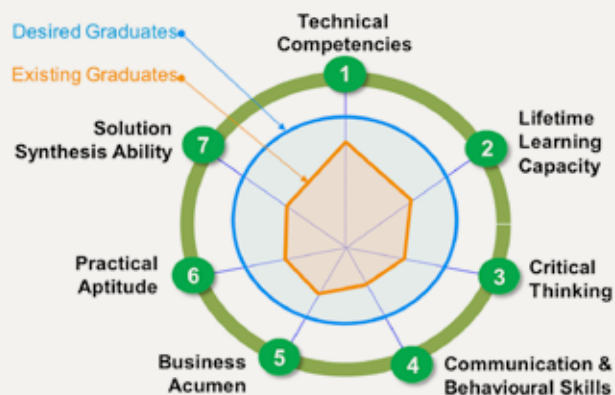 Desired Graduates
Existing Graduates
Technical
Competencies
1
Lifetime
Learning
Capacity
2
Critical
Thinking
3
Communication &
Behavioural Skills
4
Business
Acumen
5
Practical
Aptitude
6
Solution
Synthesis Ability
7